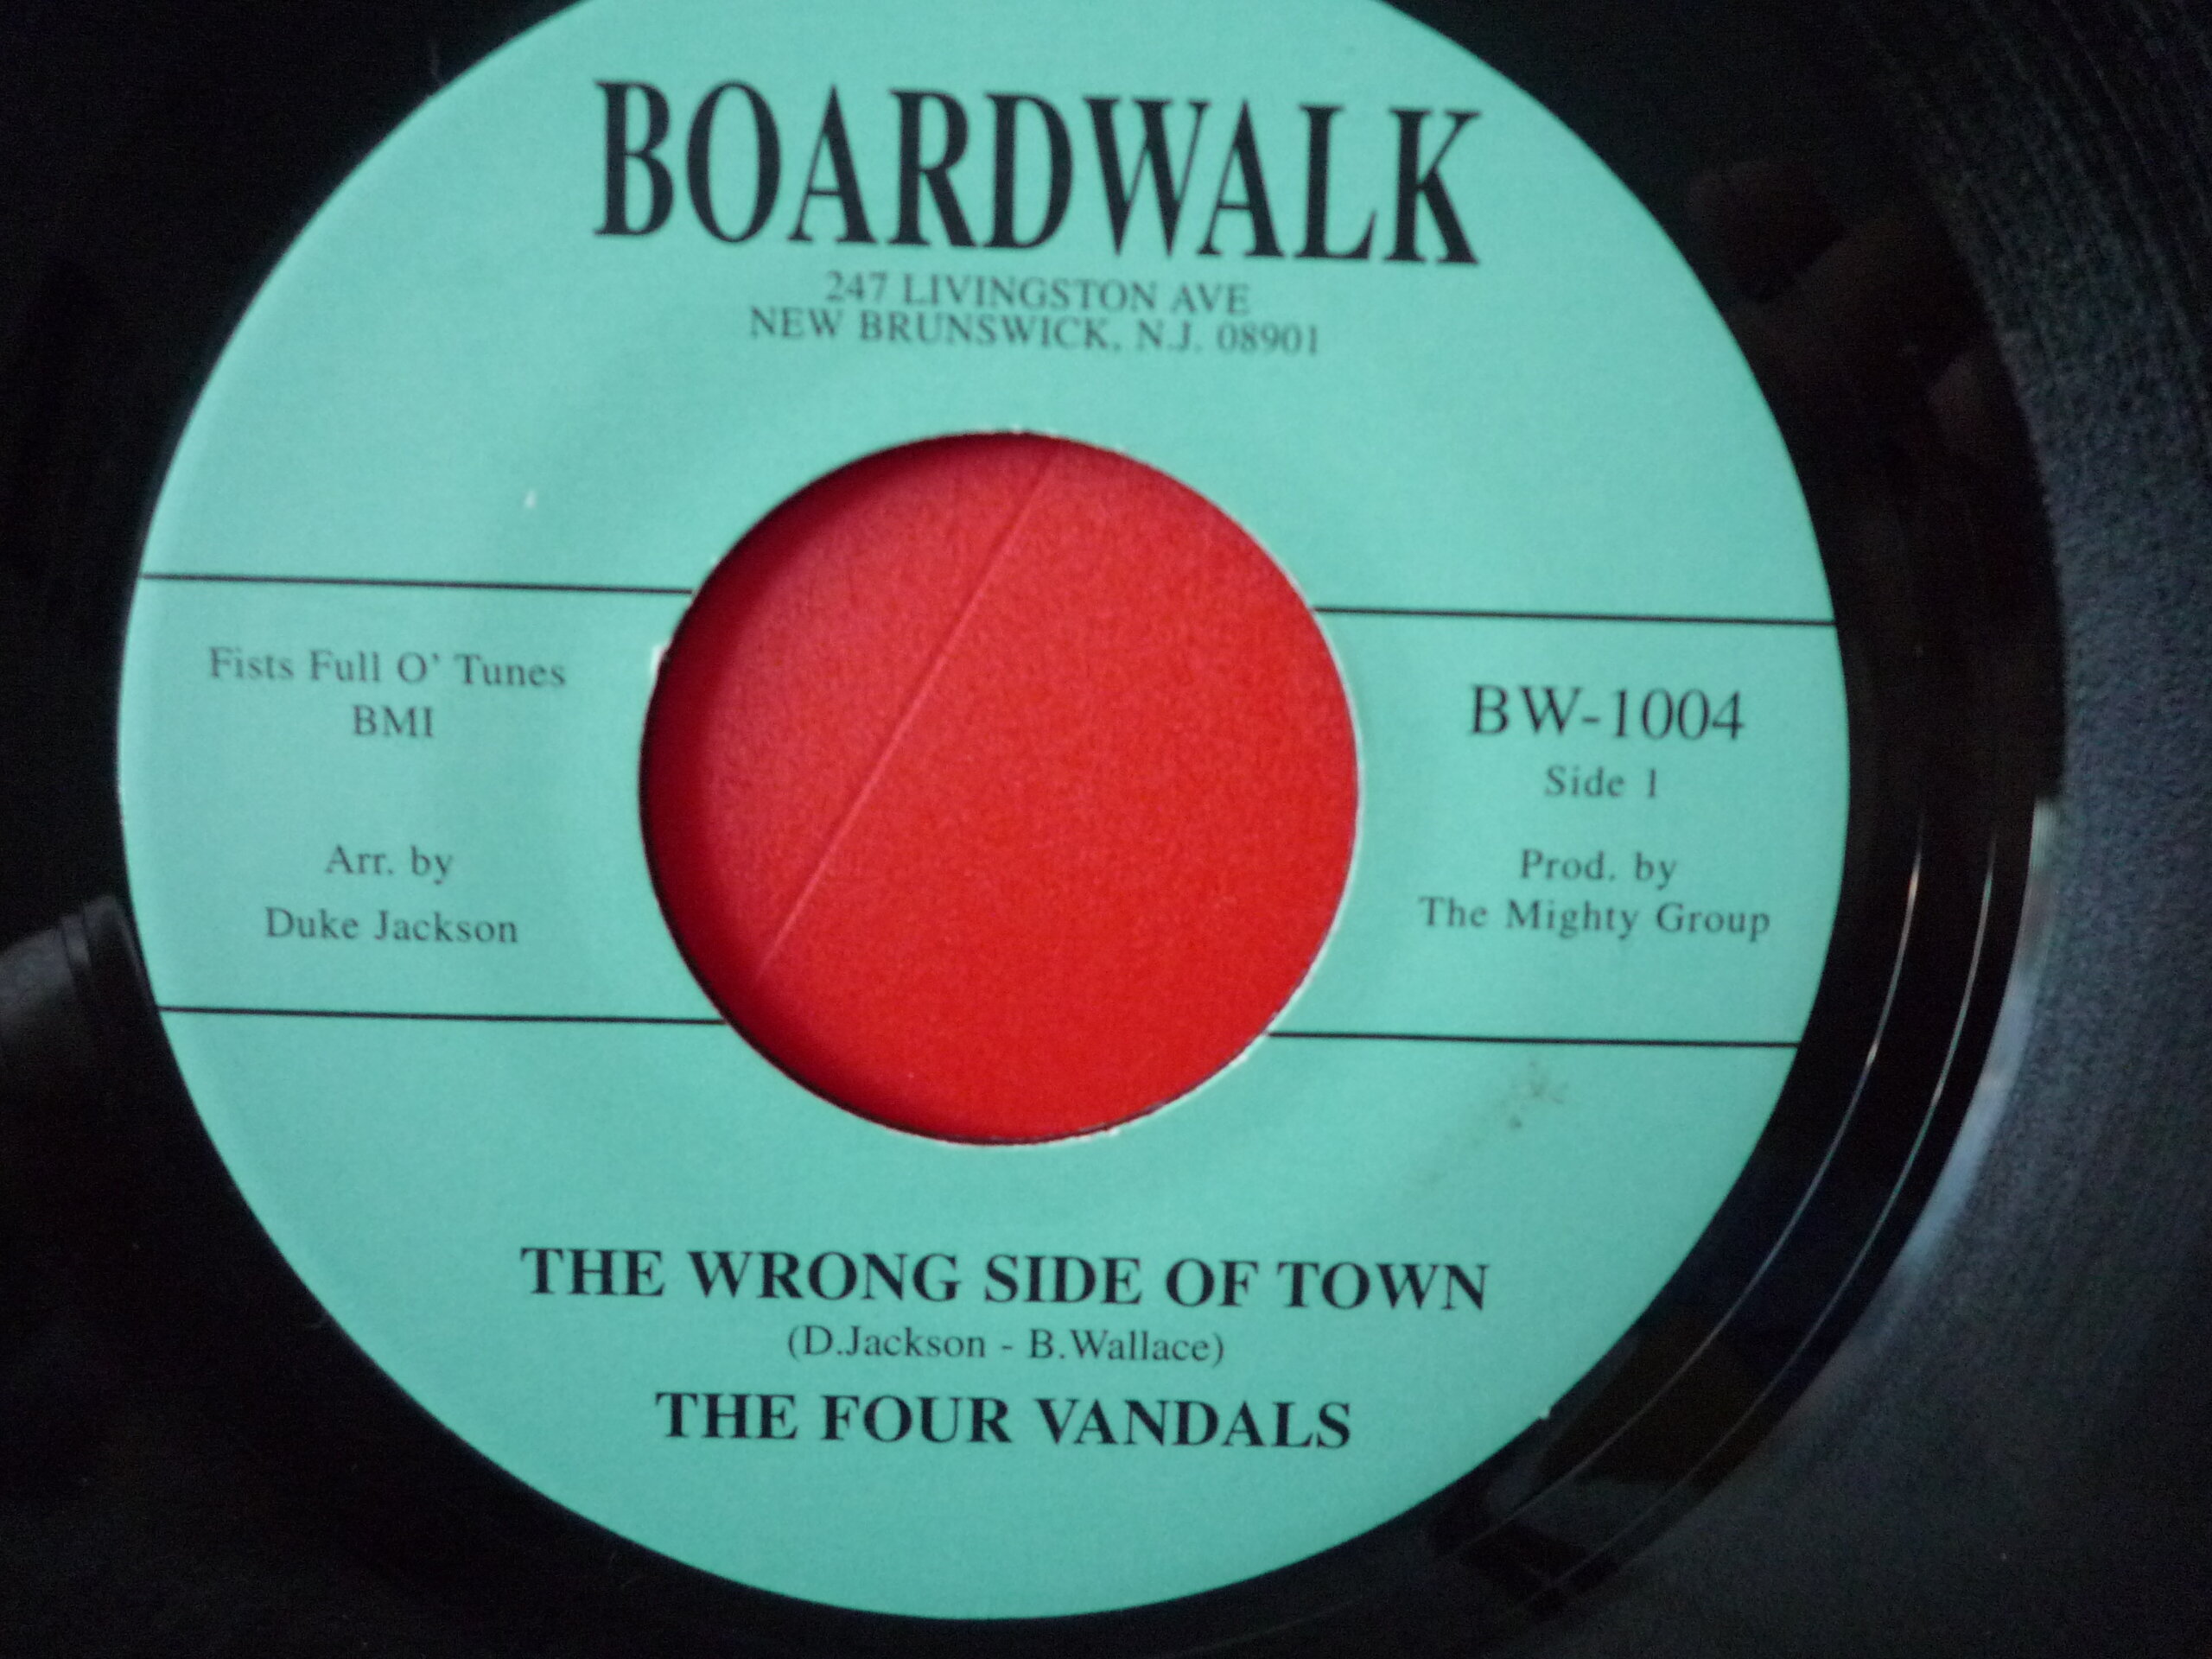 BOARDWALK
247 LIVINGSTON AVE
NEW BRUNSWICK, N.J. 08901
Fists Full O' Tunes
BMI
Arr. by
Duke Jackson
BW-1004
Side 1
Prod. by
The Mighty Group
THE WRONG SIDE OF TOWN
(D.Jackson - B.Wallace)
THE FOUR VANDALS